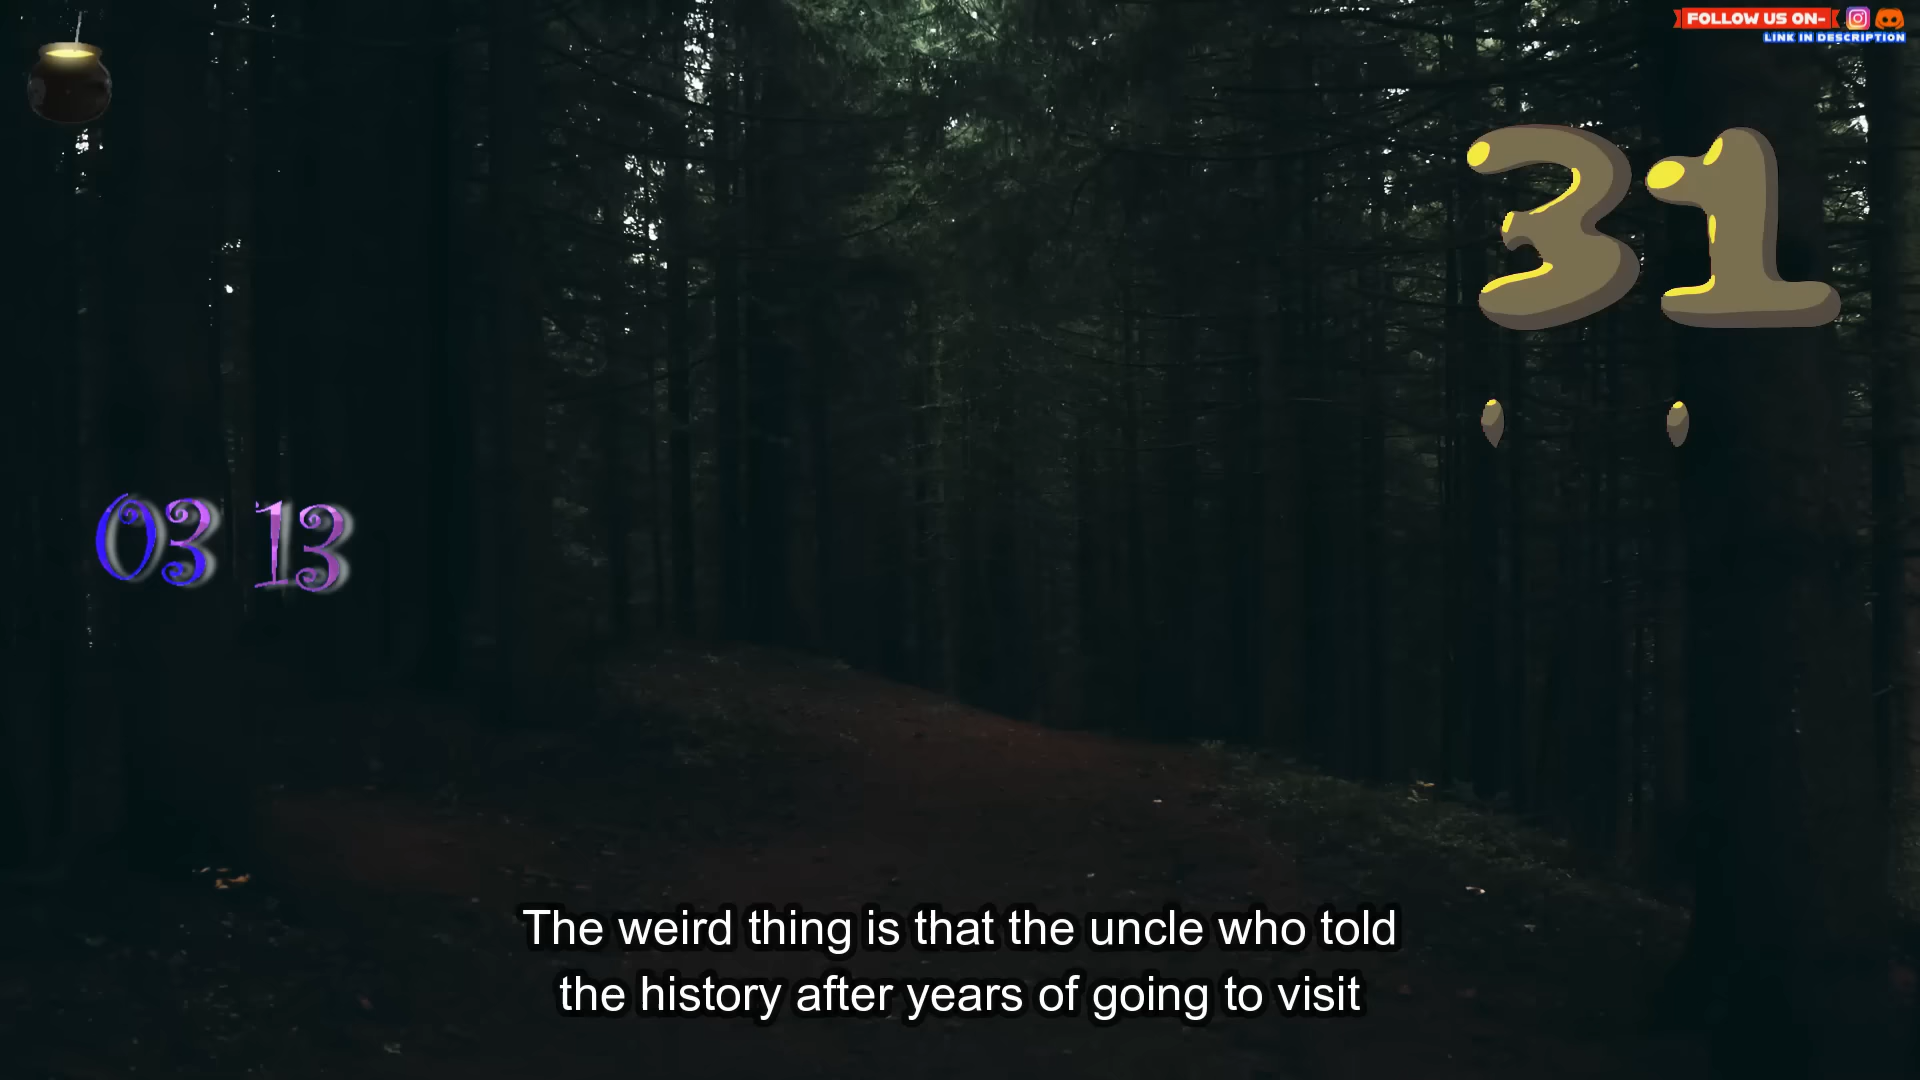 FOLLOW US ON-
LINK IN DESCRIPTION
31
03 13
The weird thing is that the uncle who told
the history after years of going to visit